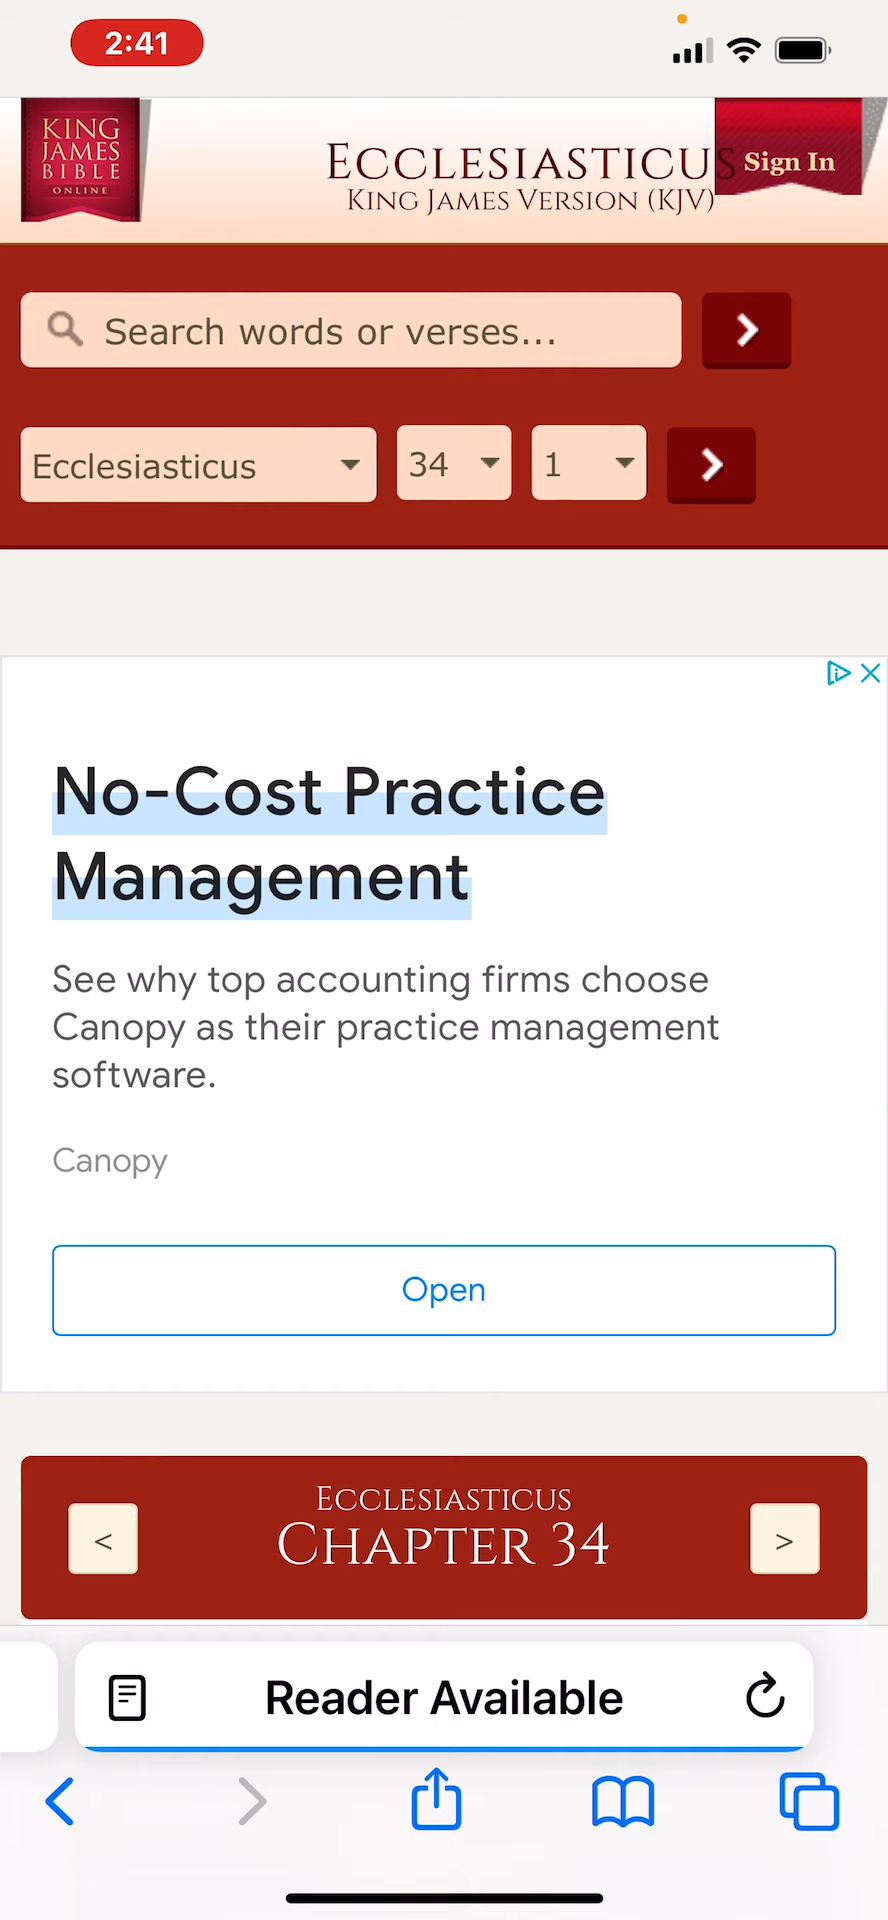 2:41
KING
JAMES
BIBLE
ONLINE
ECCLESIASTICUS
KING JAMES VERSION (KJV)
Sign In
Search words or verses...
Ecclesiasticus
34
1
No-Cost Practice
Management
See why top accounting firms choose
Canopy as their practice management
software.
Canopy
Open
ECCLESIASTICUS
CHAPTER 34
<
>
Reader Available